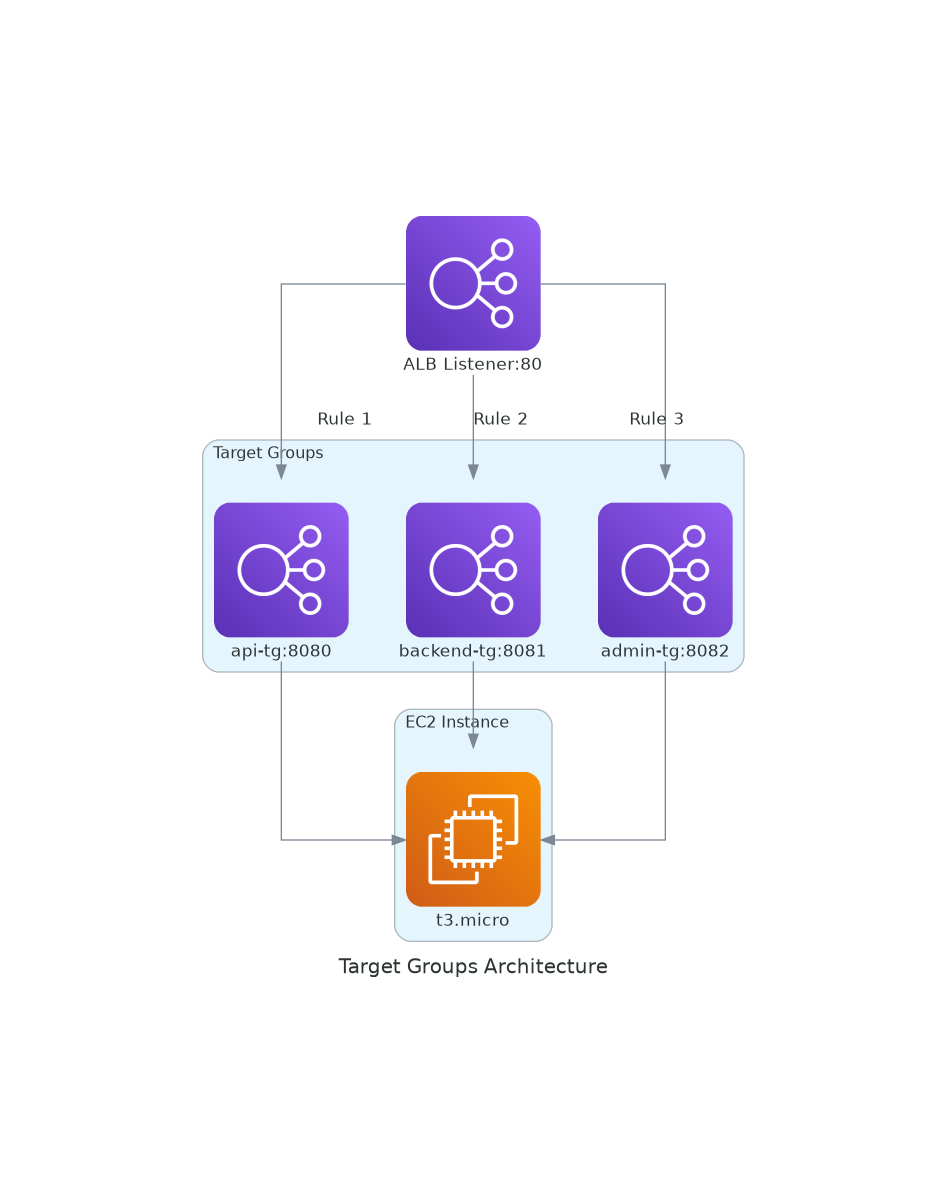 ALB Listener:80
Rule 1
Rule 2
Rule 3
Target Groups
api-tg:8080
backend-tg:8081
admin-tg:8082
EC2 Instance
t3.micro
Target Groups Architecture